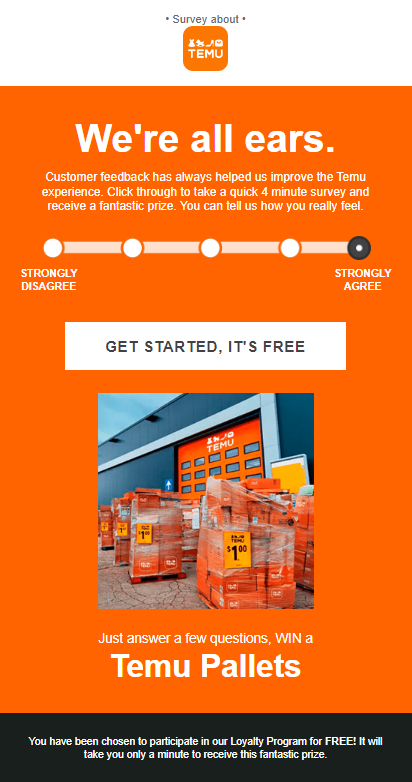 • Survey about •
TEMU
We're all ears.
Customer feedback has always helped us improve the Temu
experience. Click through to take a quick 4 minute survey and
receive a fantastic prize. You can tell us how you really feel.
STRONGLY
DISAGREE
STRONGLY
AGREE
GET STARTED, IT'S FREE
TEMU
$1
$1
$1.00
$1.00
Just answer a few questions, WIN a
Temu Pallets
You have been chosen to participate in our Loyalty Program for FREE! It will
take you only a minute to receive this fantastic prize.